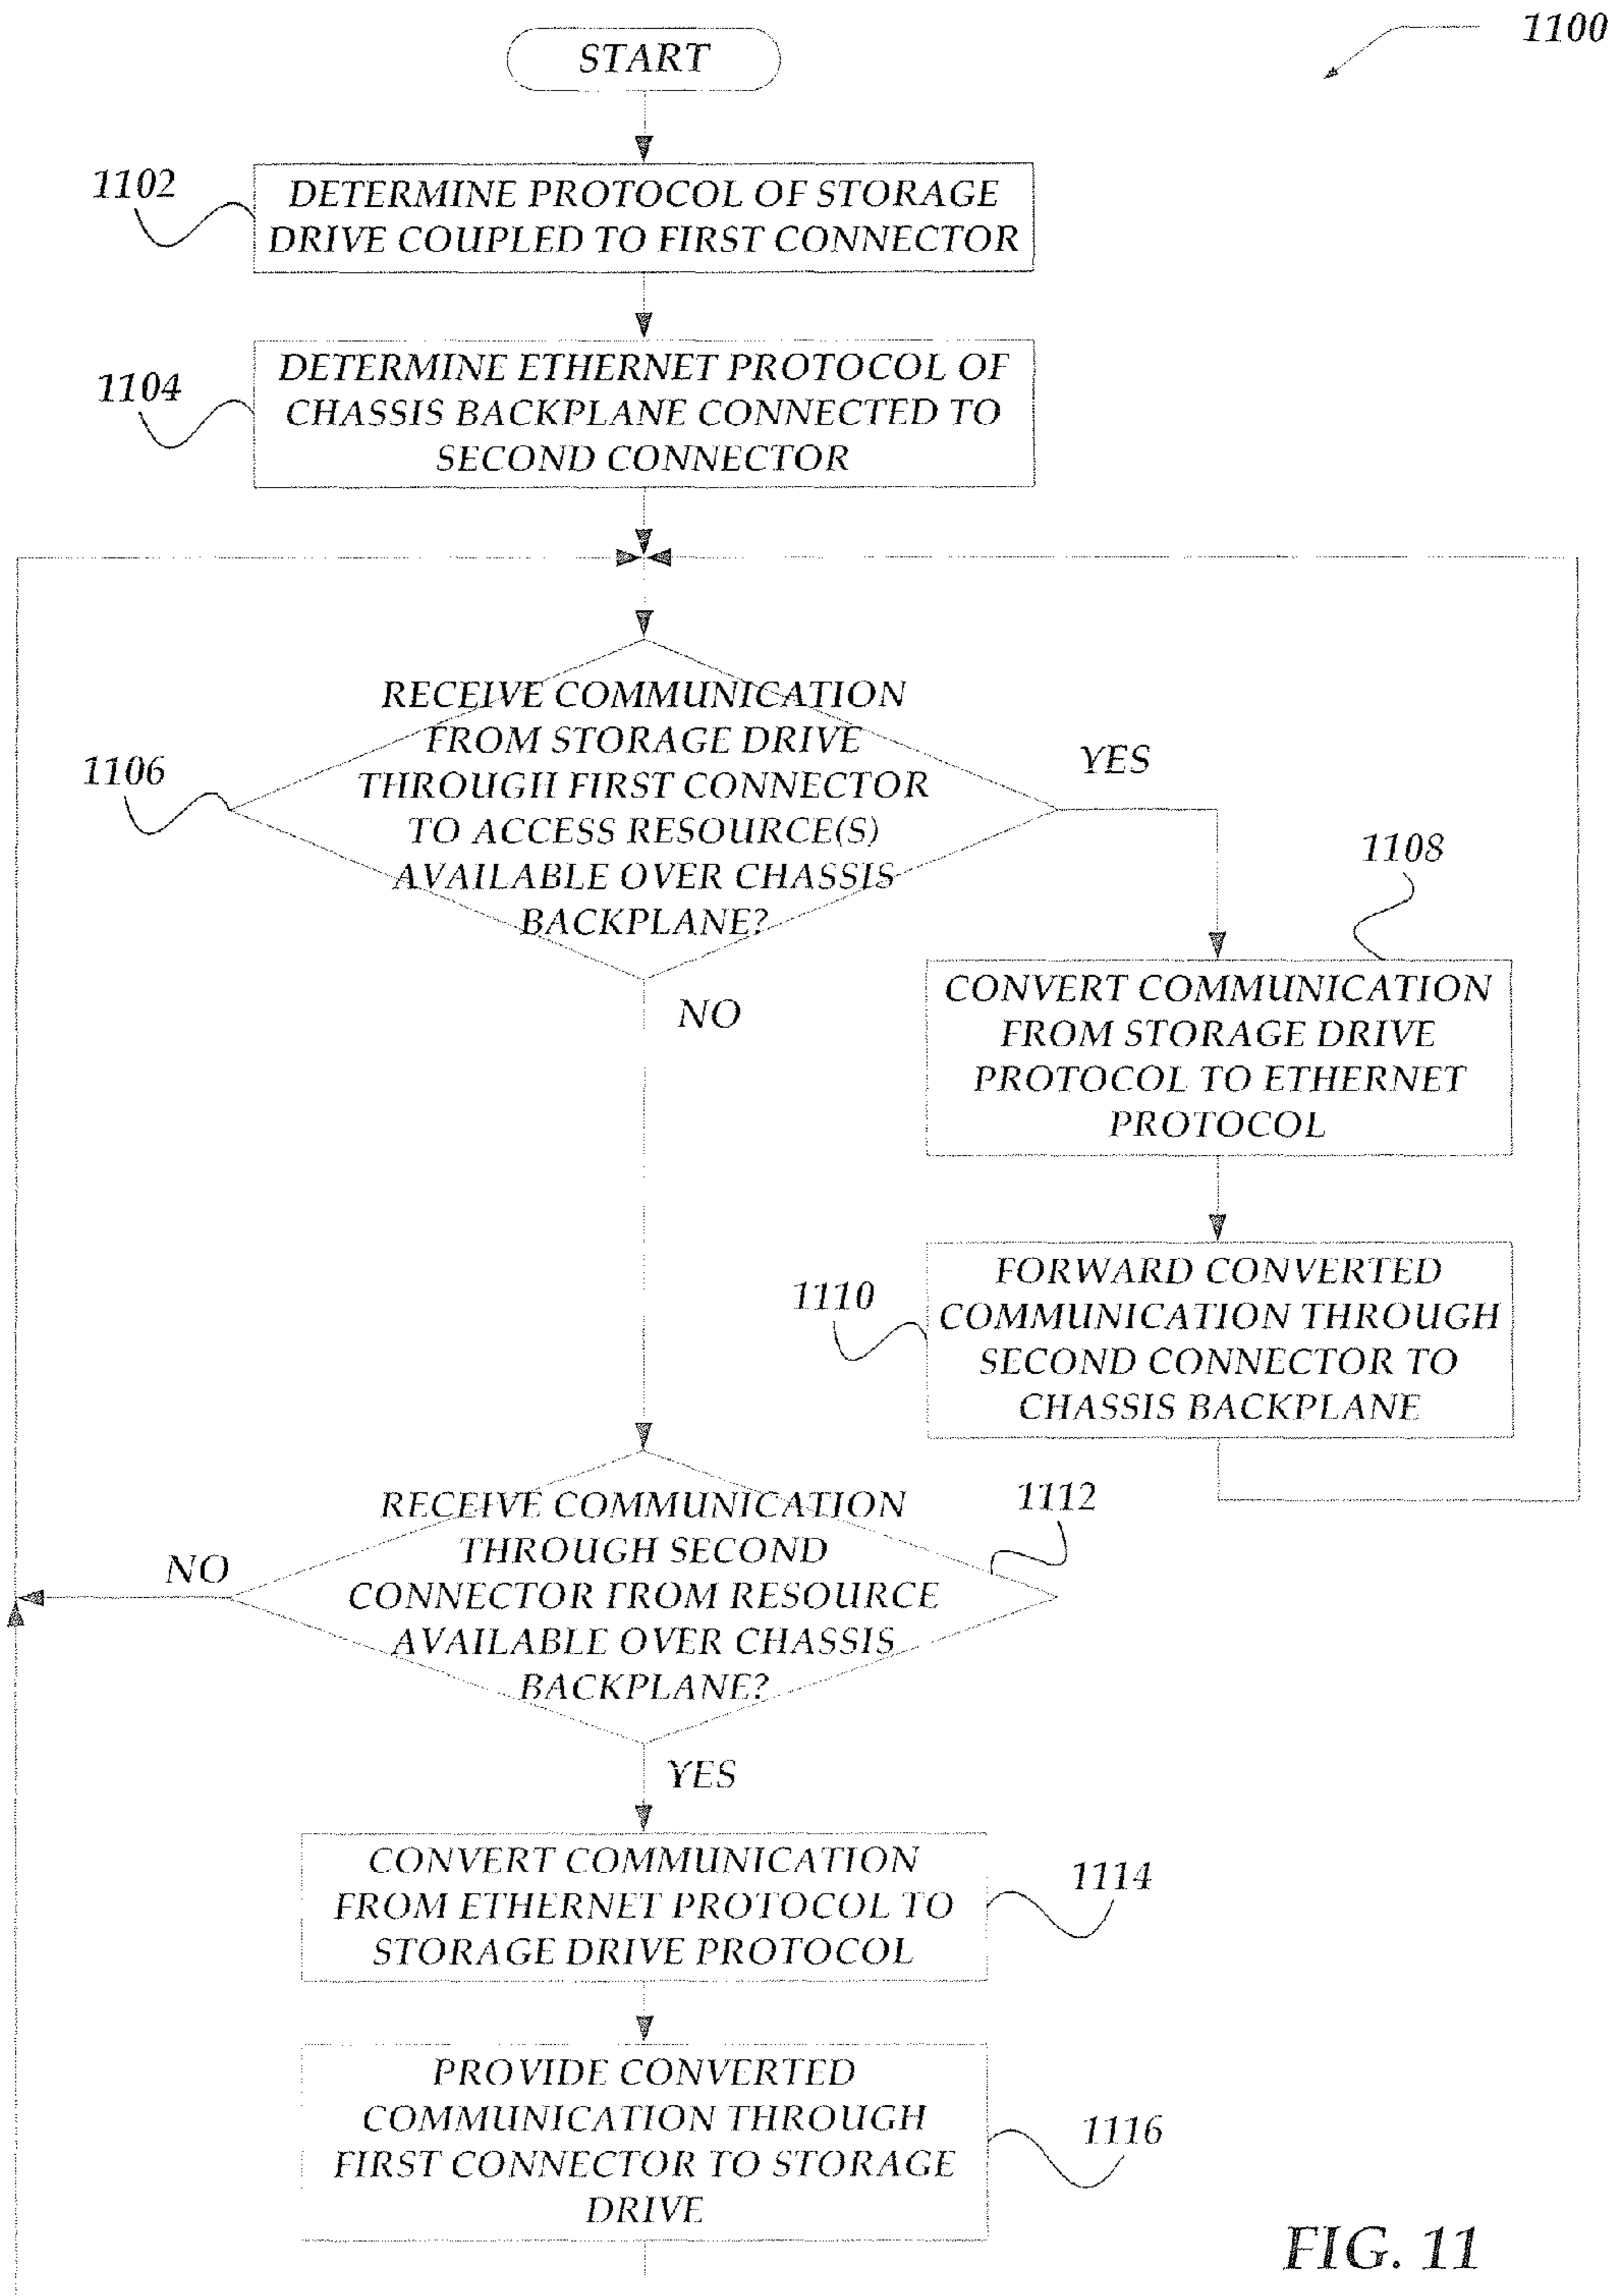 1100
START
1102
DETERMINE PROTOCOL OF STORAGE
DRIVE COUPLED TO FIRST CONNECTOR
1104
DETERMINE ETHERNET PROTOCOL OF
CHASSIS BACKPLANE CONNECTED TO
SECOND CONNECTOR
1106
RECEIVE COMMUNICATION
FROM STORAGE DRIVE
THROUGH FIRST CONNECTOR
TO ACCESS RESOURCE(S)
AVAILABLE OVER CHASSIS
BACKPLANE?
YES
NO
1108
CONVERT COMMUNICATION
FROM STORAGE DRIVE
PROTOCOL TO ETHERNET
PROTOCOL
1110
FORWARD CONVERTED
COMMUNICATION THROUGH
SECOND CONNECTOR TO
CHASSIS BACKPLANE
1112
RECEIVE COMMUNICATION
THROUGH SECOND
CONNECTOR FROM RESOURCE
AVAILABLE OVER CHASSIS
BACKPLANE?
NO
YES
CONVERT COMMUNICATION
FROM ETHERNET PROTOCOL TO
STORAGE DRIVE PROTOCOL
1114
PROVIDE CONVERTED
COMMUNICATION THROUGH
FIRST CONNECTOR TO STORAGE
DRIVE
1116
FIG. 11